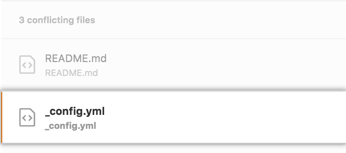 3 conflicting files
README.md
README.md
_config.yml
_config.yml